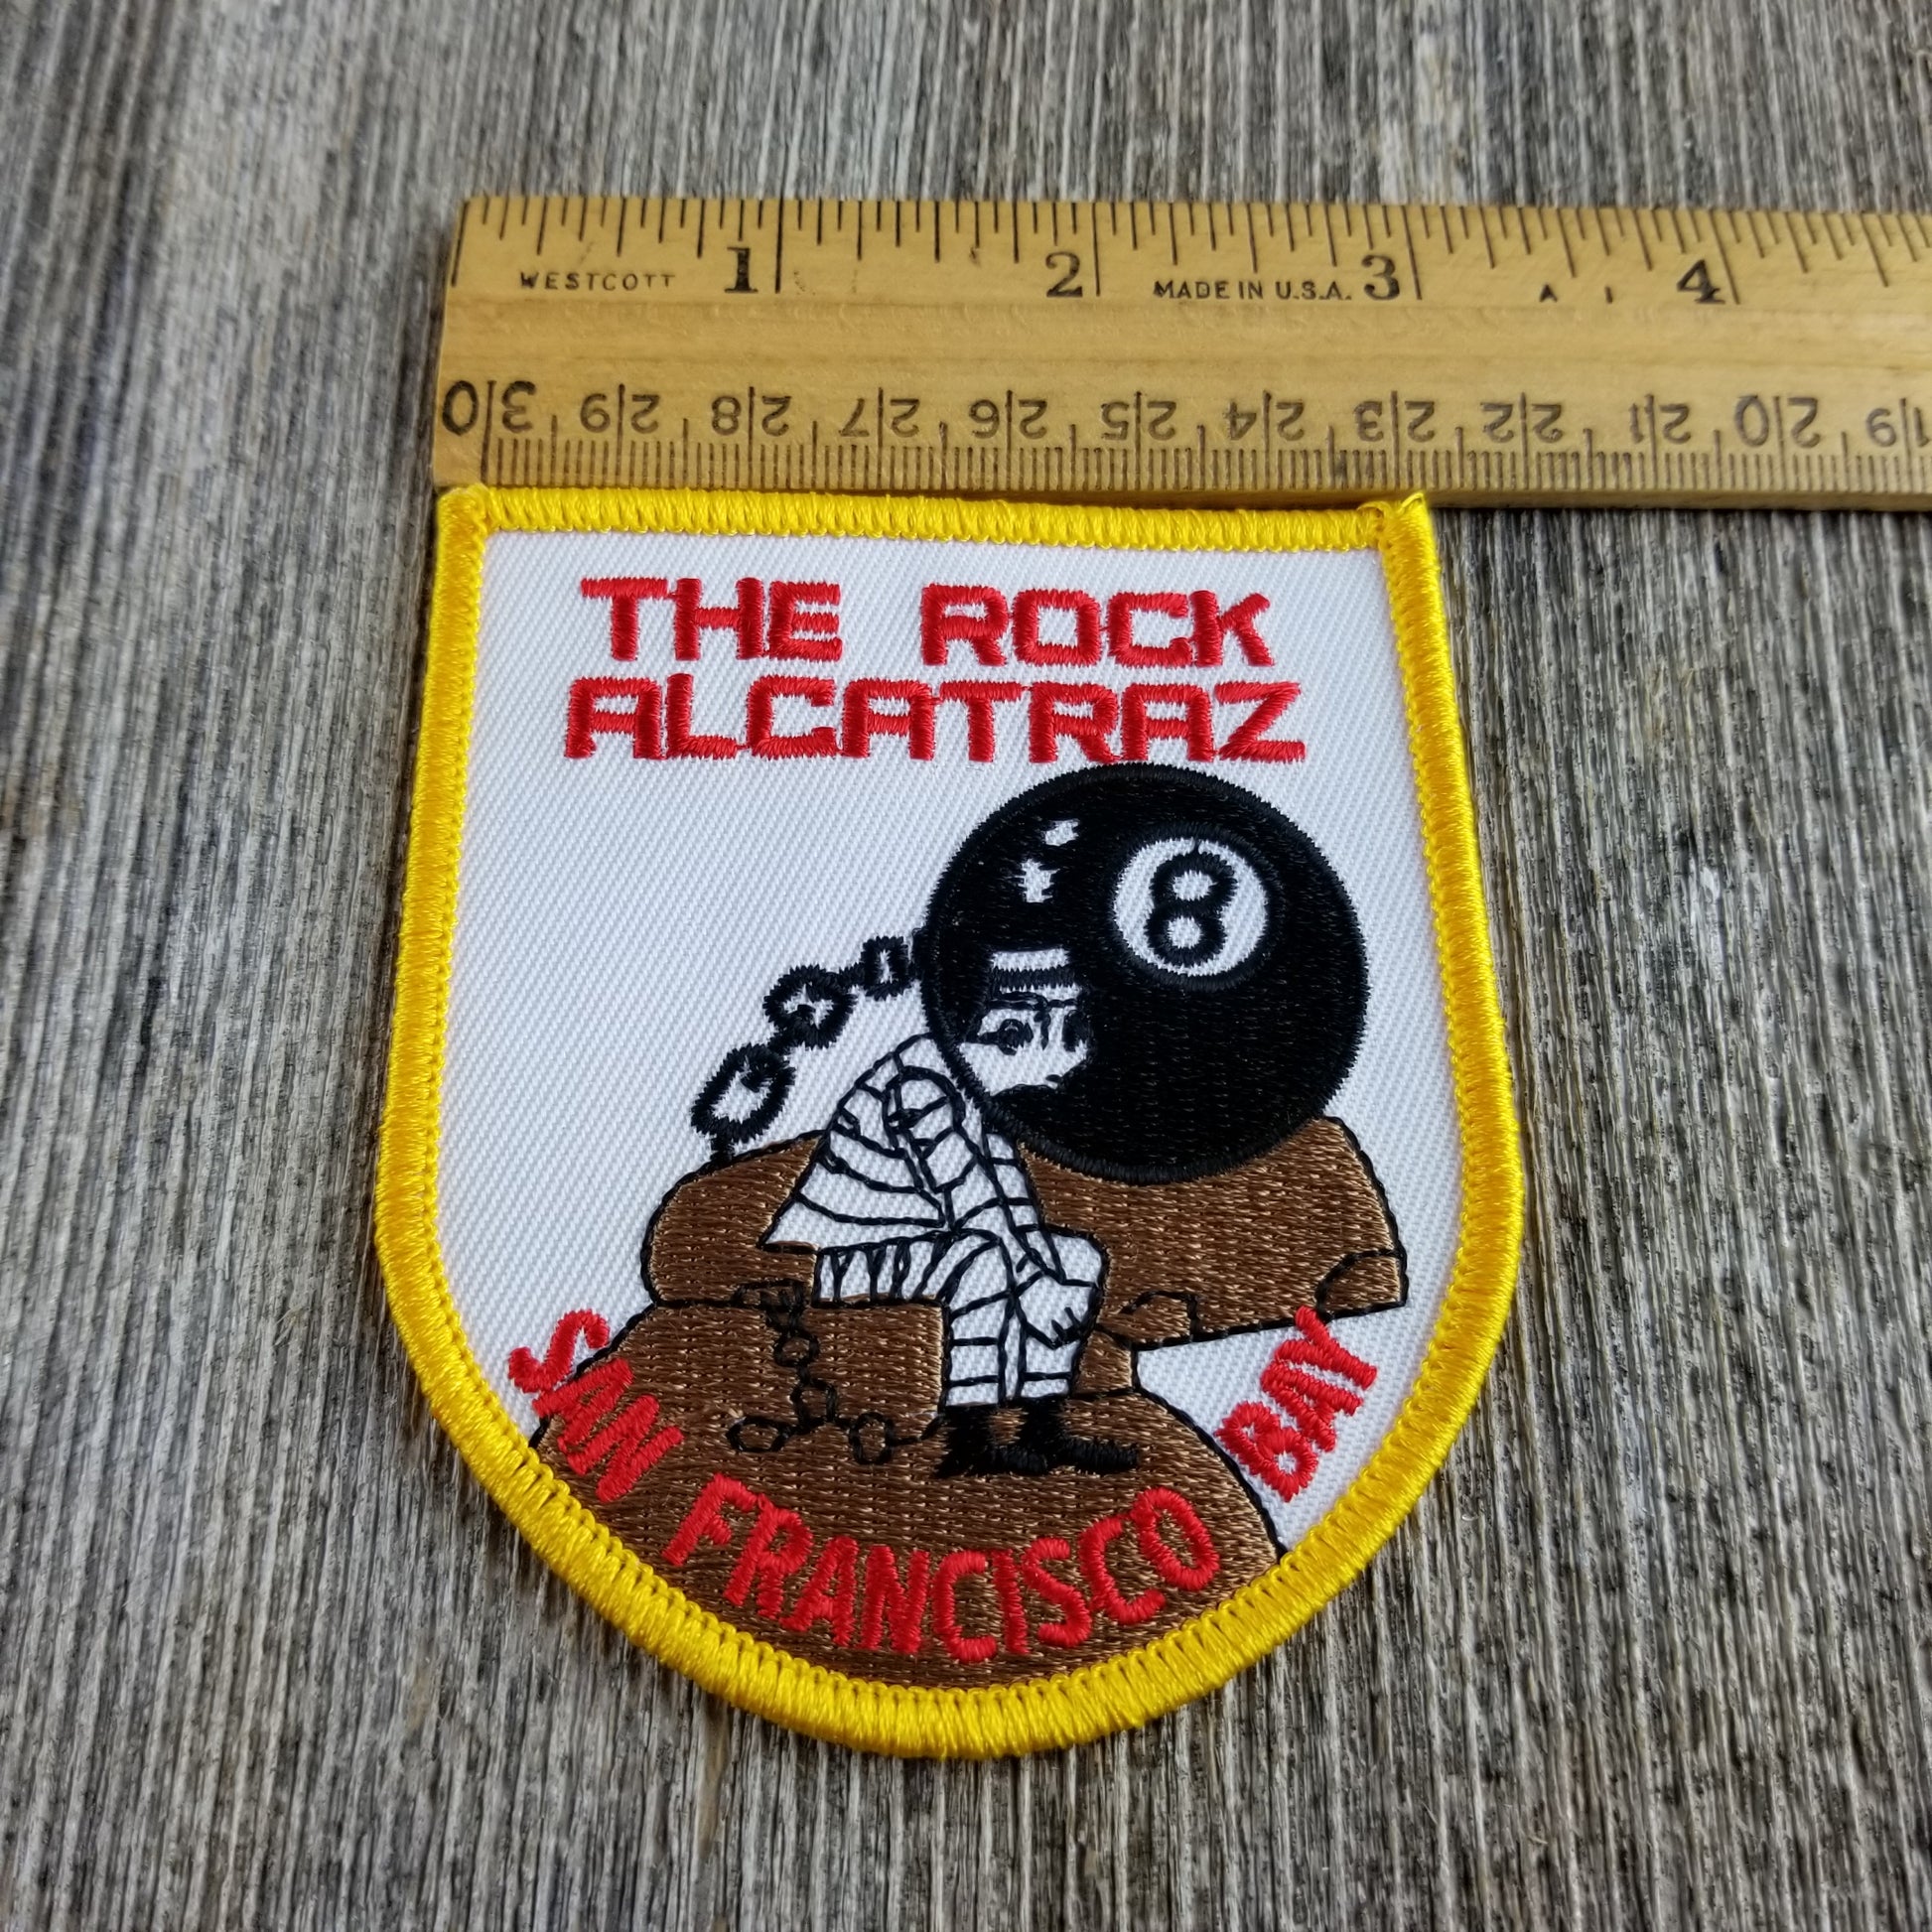 1 2 3 4
WESTCOTT MADE IN U.S.A.
30 29 28 27 26 25 24 23 22 21 20 19
THE ROCK
ALCATRAZ
8
SAN FRANCISCO BAY